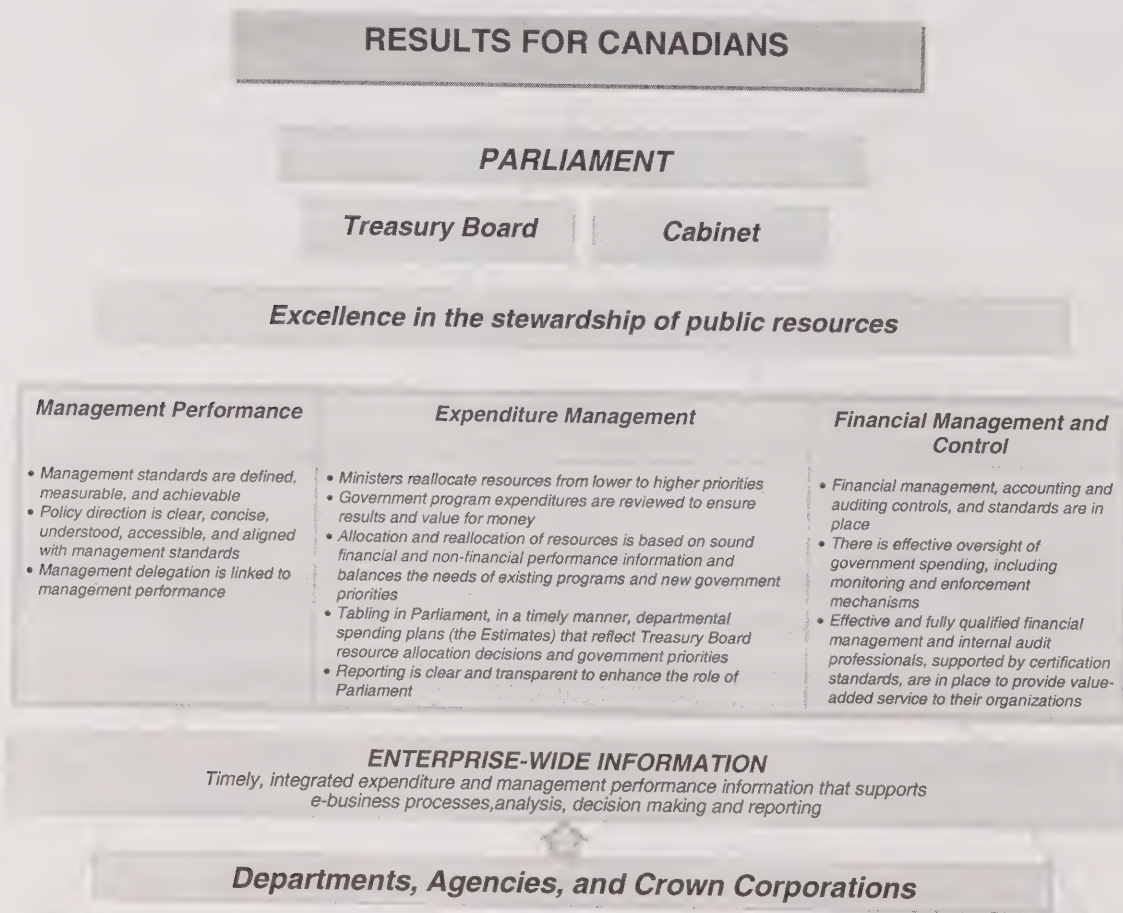 RESULTS FOR CANADIANS
PARLIAMENT
Treasury Board
Cabinet
Excellence in the stewardship of public resources
Management Performance
• Management standards are defined,
measurable, and achievable
• Policy direction is clear, concise,
understood, accessible, and aligned
with management standards
• Management delegation is linked to
management performance
Expenditure Management
• Ministers reallocate resources from lower to higher priorities
• Government program expenditures are reviewed to ensure
results and value for money
• Allocation and reallocation of resources is based on sound
financial and non-financial performance information and
balances the needs of existing programs and new government
priorities
• Tabling in Parliament, in a timely manner, departmental
spending plans (the Estimates) that reflect Treasury Board
resource allocation decisions and government priorities
• Reporting is clear and transparent to enhance the role of
Parliament
Financial Management and
Control
• Financial management, accounting and
auditing controls, and standards are in
place
• There is effective oversight of
government spending, including
monitoring and enforcement
mechanisms
• Effective and fully qualified financial
management and internal audit
professionals, supported by certification
standards, are in place to provide value-
added service to their organizations
ENTERPRISE-WIDE INFORMATION
Timely, integrated expenditure and management performance information that supports
e-business processes,analysis, decision making and reporting
Departments, Agencies, and Crown Corporations